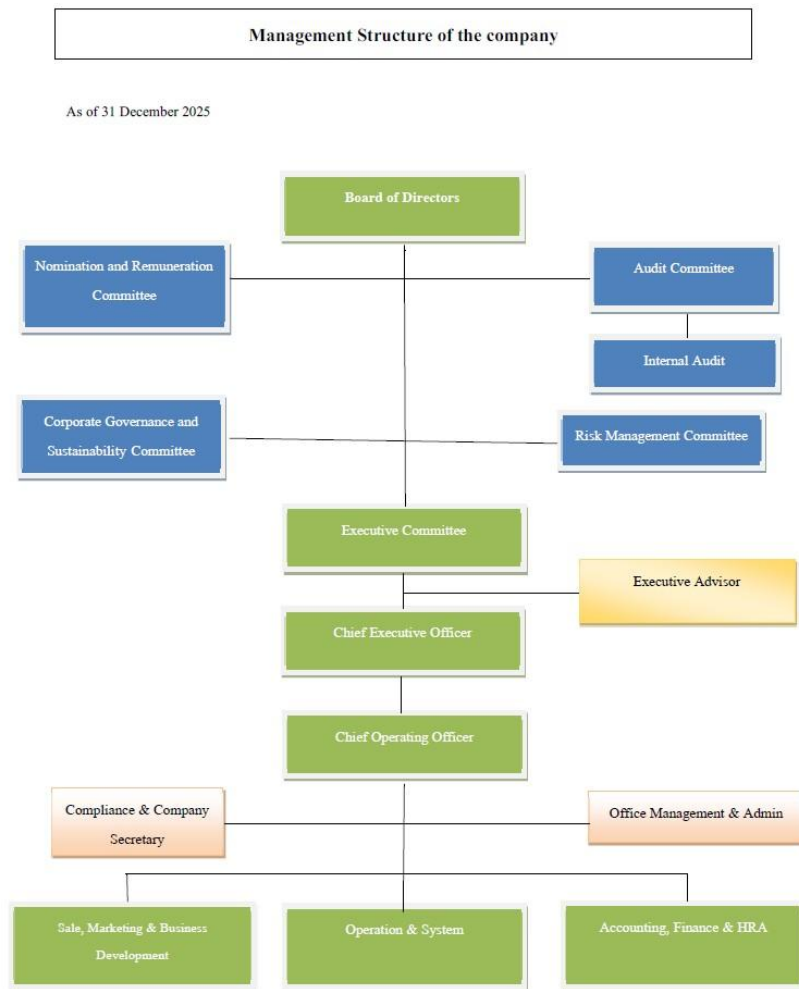 Management Structure of the company
As of 31 December 2025
Board of Directors
Nomination and Remuneration
Committee
Audit Committee
Internal Audit
Corporate Governance and
Sustainability Committee
Risk Management Committee
Executive Committee
Executive Advisor
Chief Executive Officer
Chief Operating Officer
Compliance & Company
Secretary
Office Management & Admin
Sale, Marketing & Business
Development
Operation & System
Accounting, Finance & HRA